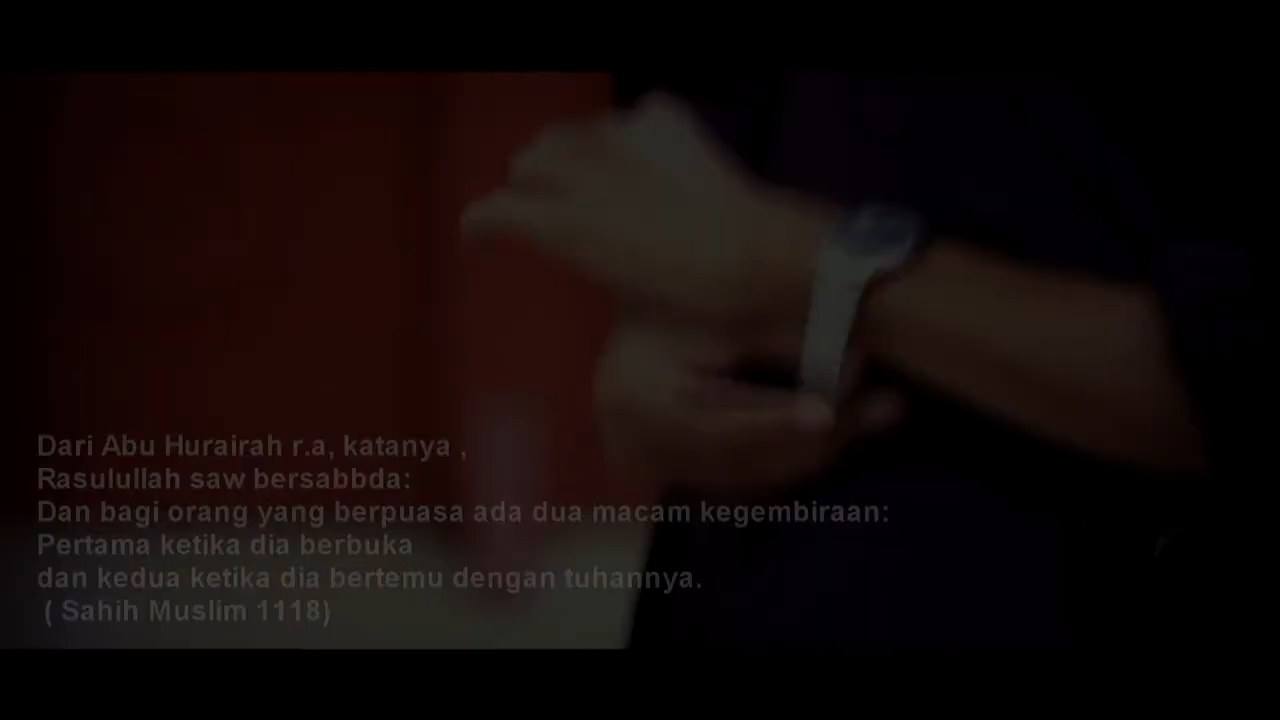 Dari Abu Hurairah r.a, katanya ,
Rasulullah saw bersabbda:
Dan bagi orang yang berpuasa ada dua macam kegembiraan:
Pertama ketika dia berbuka
dan kedua ketika dia bertemu dengan tuhannya.
( Sahih Muslim 1118)